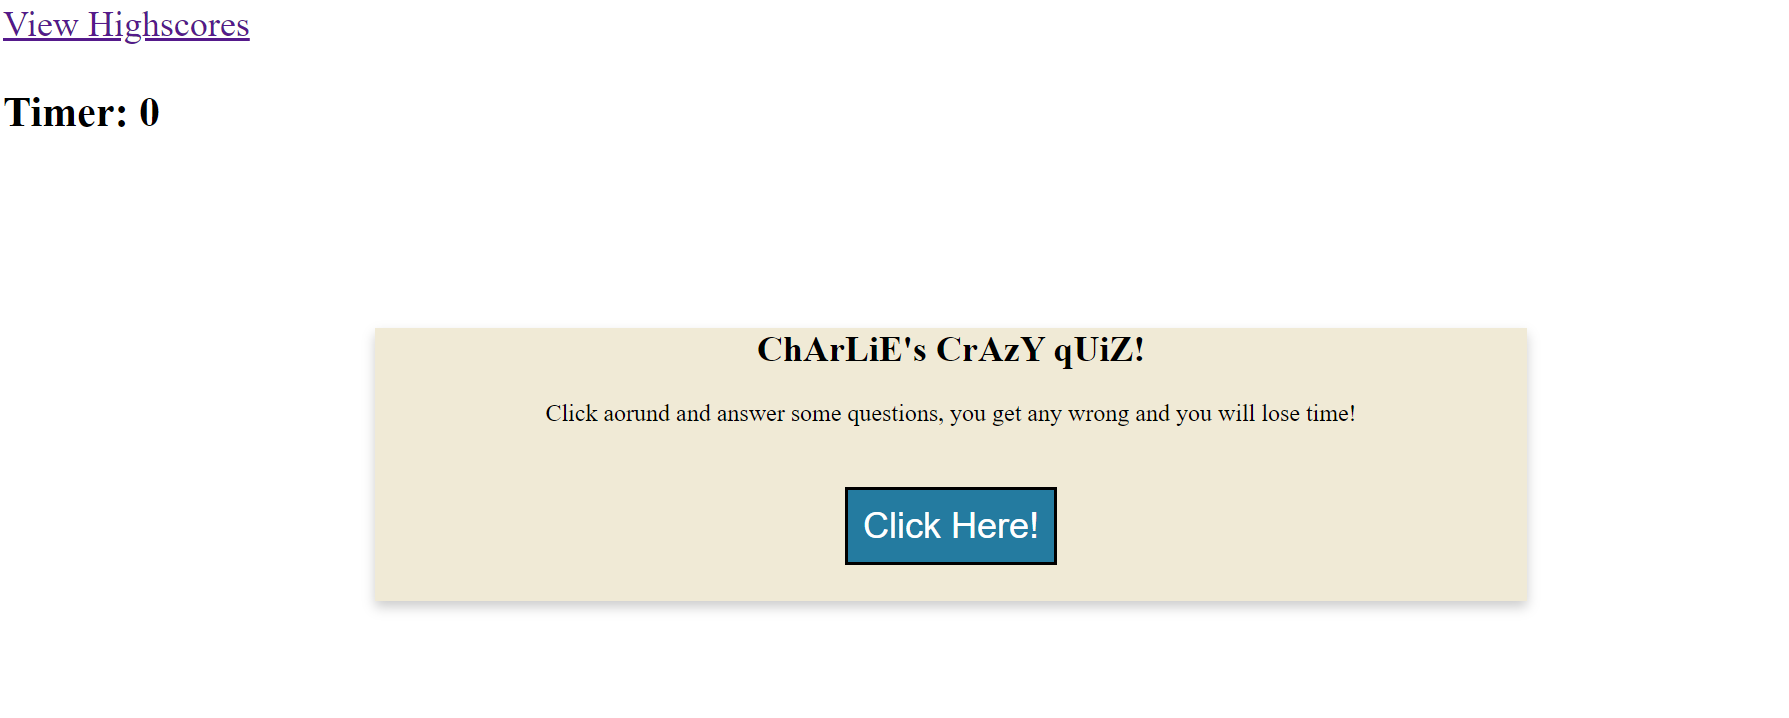 View Highscores
Timer: 0
ChArLiE's CrAzY qUiZ!
Click aorund and answer some questions, you get any wrong and you will lose time!
Click Here!